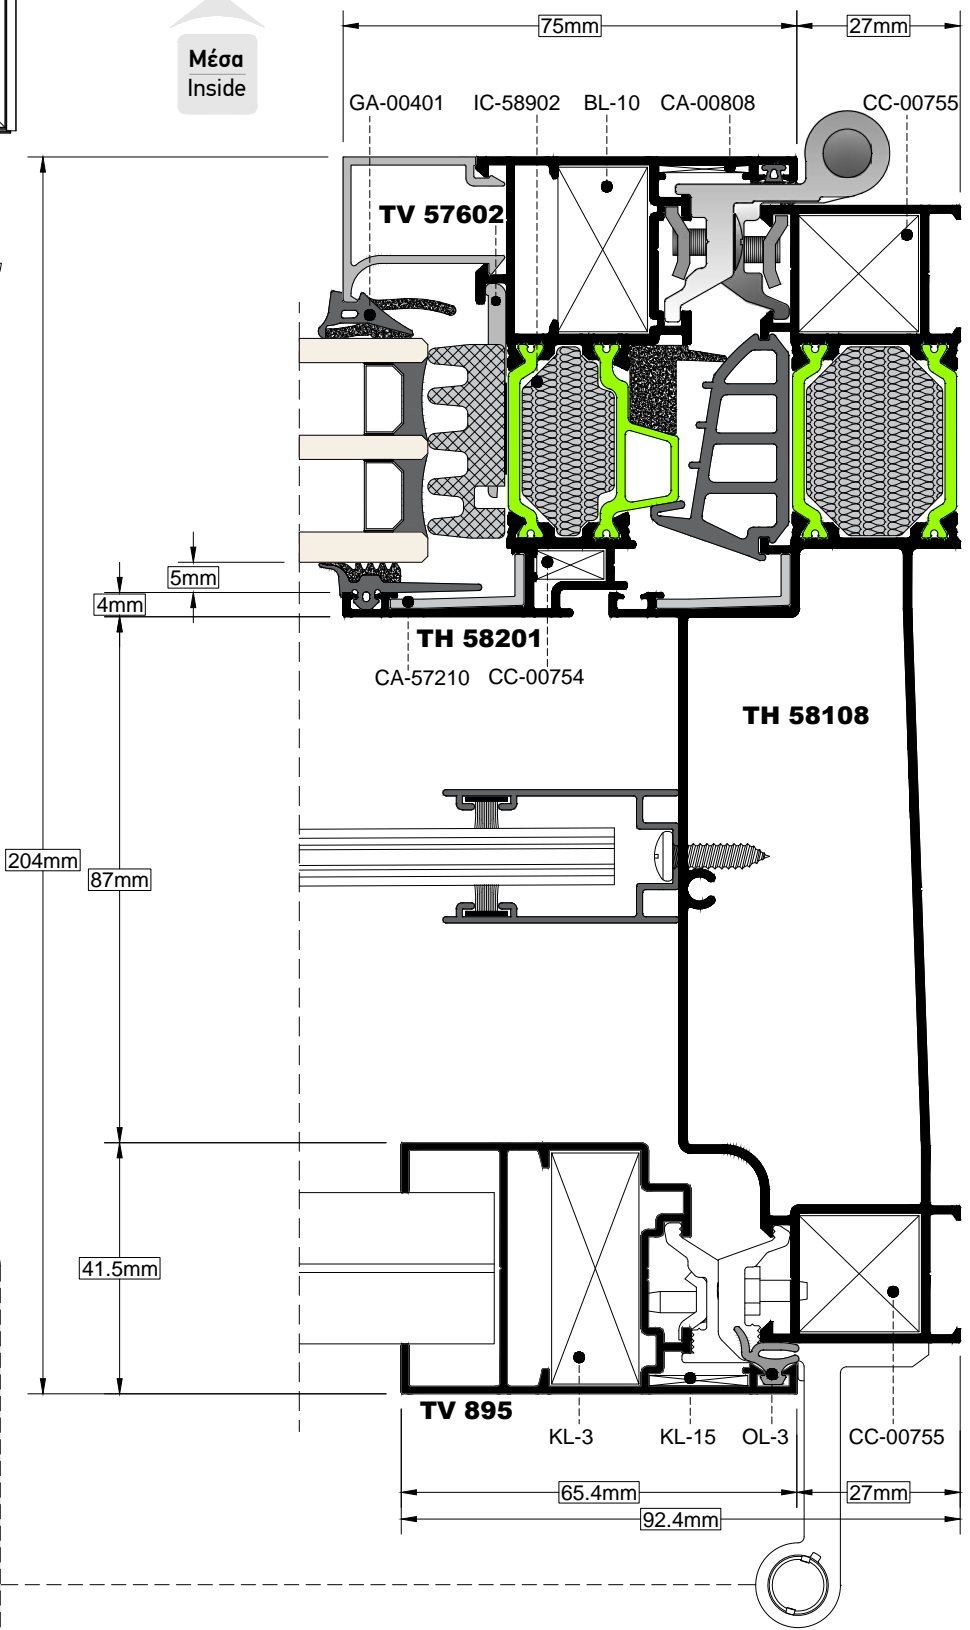 75mm
27mm
Μέσα
Inside
GA-00401
IC-58902
BL-10
CA-00808
CC-00755
TV 57602
5mm
4mm
TH 58201
CA-57210
CC-00754
TH 58108
204mm
87mm
41.5mm
TV 895
KL-3
KL-15
OL-3
CC-00755
65.4mm
27mm
92.4mm